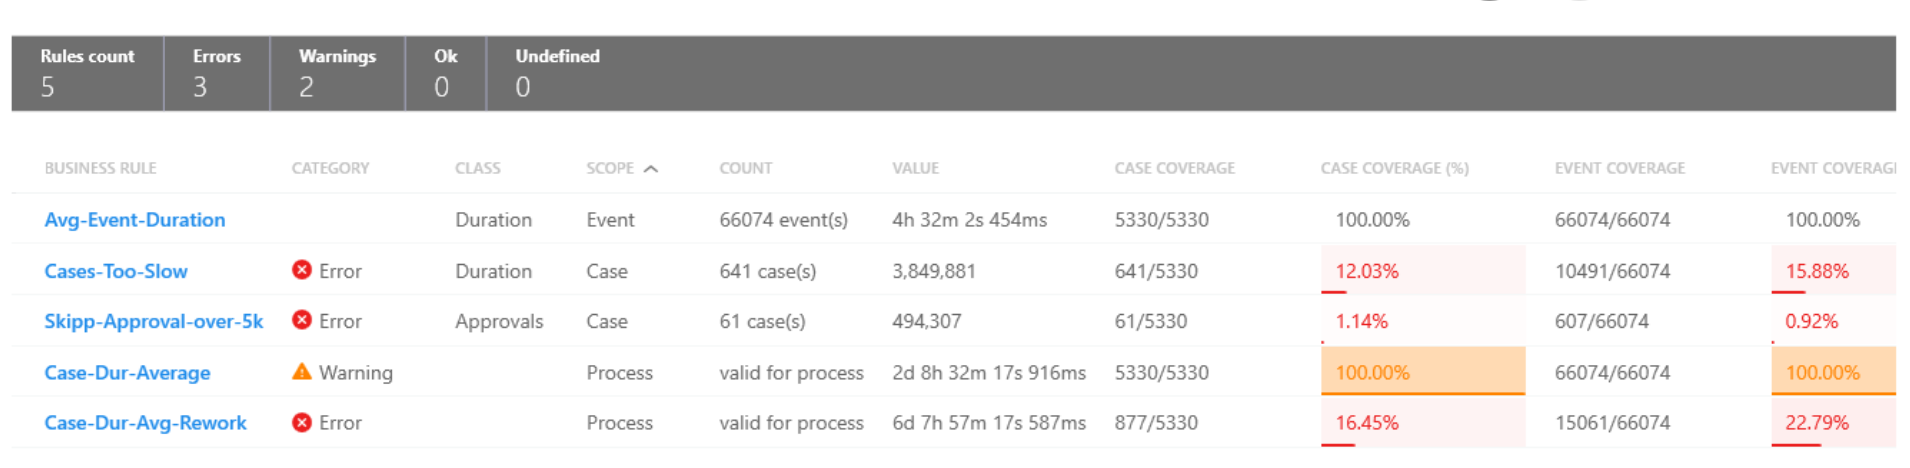 Rules count Errors Warnings Ok Undefined
5 3 2 0 0
BUSINESS RULE CATEGORY CLASS SCOPE COUNT VALUE CASE COVERAGE CASE COVERAGE (%) EVENT COVERAGE EVENT COVERAG
Avg-Event-Duration Duration Event 66074 event(s) 4h 32m 2s 454ms 5330/5330 100.00% 66074/66074 100.00%
Cases-Too-Slow Error Duration Case 641 case(s) 3,849,881 641/5330 12.03% 10491/66074 15.88%
Skipp-Approval-over-5k Error Approvals Case 61 case(s) 494,307 61/5330 1.14% 607/66074 0.92%
Case-Dur-Average Warning Process valid for process 2d 8h 32m 17s 916ms 5330/5330 100.00% 66074/66074 100.00%
Case-Dur-Avg-Rework Error Process valid for process 6d 7h 57m 17s 587ms 877/5330 16.45% 15061/66074 22.79%